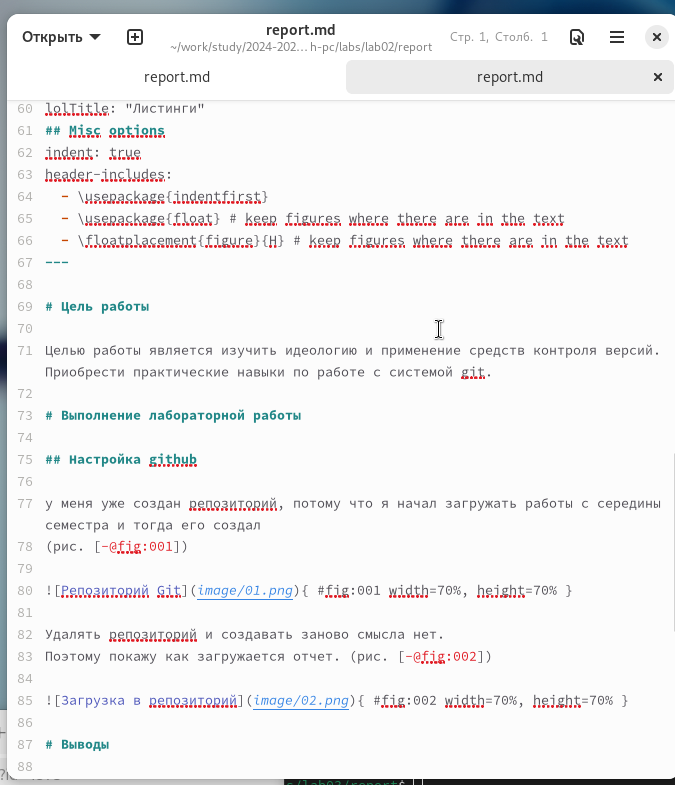 Открыть
report.md
~/work/study/2024-202… h-pc/labs/lab02/report
Стр. 1, Столб. 1
report.md
report.md
60 lolTitle: "Листинги"
61 ## Misc options
62 indent: true
63 header-includes:
64 - \usepackage{indentfirst}
65 - \usepackage{float} # keep figures where there are in the text
66 - \floatplacement{figure}{H} # keep figures where there are in the text
67 ---
68
69 # Цель работы
70
71 Целью работы является изучить идеологию и применение средств контроля версий.
Приобрести практические навыки по работе с системой git.
72
73 # Выполнение лабораторной работы
74
75 ## Настройка github
76
77 у меня уже создан репозиторий, потому что я начал загружать работы с середины
семестра и тогда его создал
78 (рис. [-@fig:001])
79
80 ![Репозиторий Git](image/01.png){ #fig:001 width=70%, height=70% }
81
82 Удалять репозиторий и создавать заново смысла нет.
83 Поэтому покажу как загружается отчет. (рис. [-@fig:002])
84
85 ![Загрузка в репозиторий](image/02.png){ #fig:002 width=70%, height=70% }
86
87 # Выводы
88